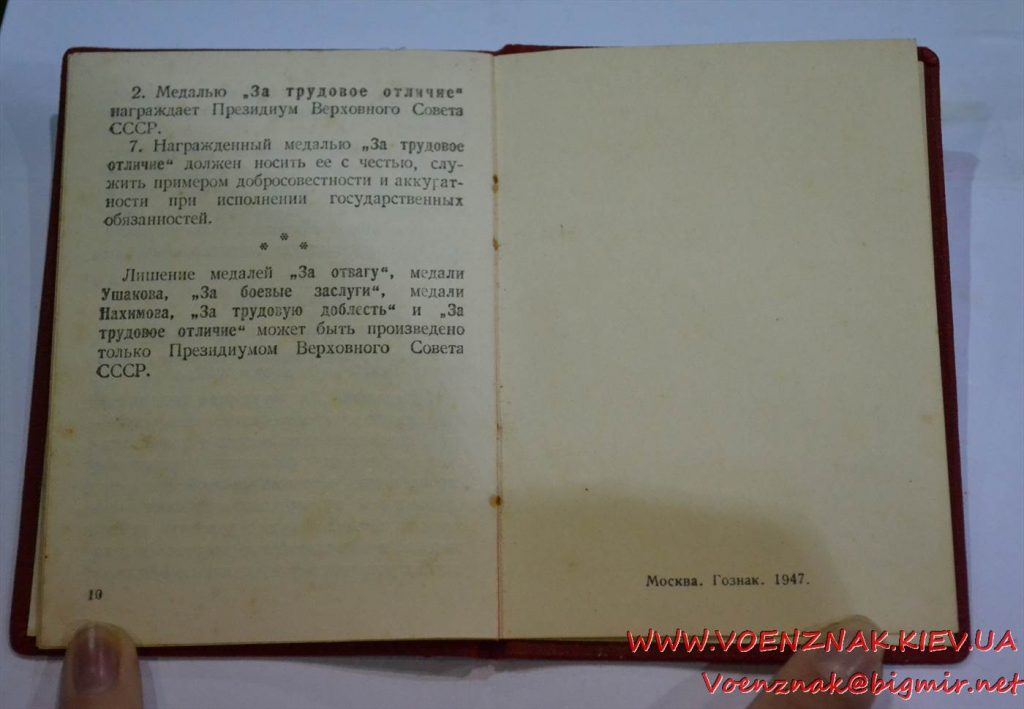 2. Медалью „За трудовое отличие“
награждает Президиум Верховного Совета
СССР.
7. Награжденный медалью „За трудовое
отличие“ должен носить ее с честью, слу-
жить примером добросовестности и аккурат-
ности при исполнении государственных
обязанностей.
* * *
Лишение медалей „За отвагу“, медали
Ушакова, „За боевые заслуги“, медали
Нахимова, „За трудовую доблесть“ и „За
трудовое отличие“ может быть произведено
только Президиумом Верховного Совета
СССР.
10
Москва. Гознак. 1947.
WWW.VOENZNAK.KIEV.UA
Voenznak@bigmir.net